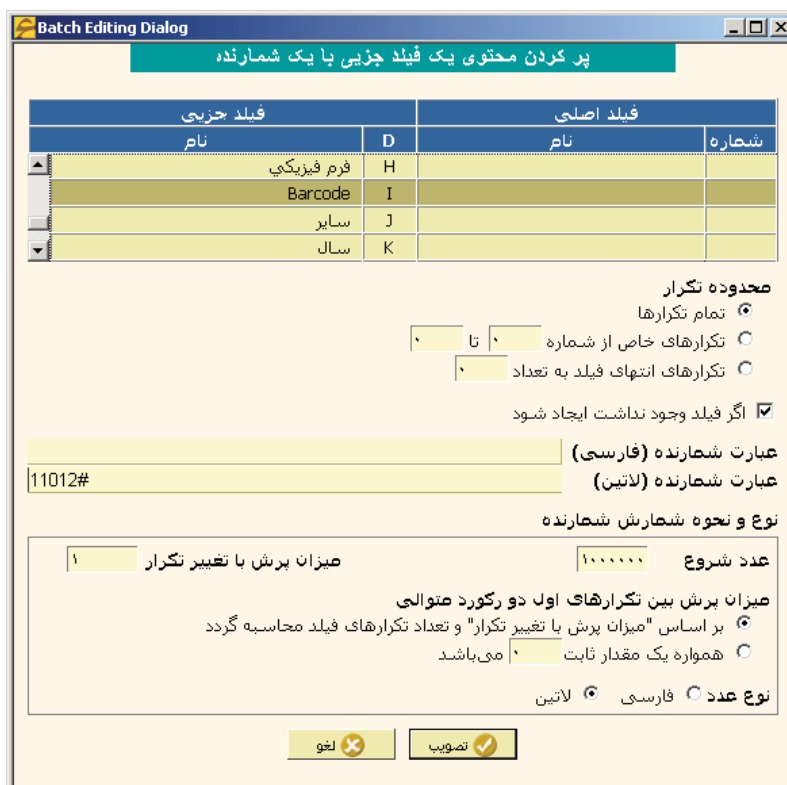 Batch Editing Dialog
پر کردن محتوی یک فیلد جزیی با یک شمارنده
فیلد اصلی فیلد جزیی
شماره نام D نام
H فرم فیزیکي
I Barcode
J سایر
K سال
محدوده تکرار
تمام تکرارها
تکرارهای خاص از شماره ۰ تا ۰
تکرارهای انتهای فیلد به تعداد ۰
اگر فیلد وجود نداشت ایجاد شود
عبارت شمارنده (فارسی)
عبارت شمارنده (لاتین) 11012#
نوع و نحوه شمارش شمارنده
عدد شروع ۱۰۰۰۰۰۰ میزان پرش با تغییر تکرار ۱
میزان پرش بین تکرارهای اول دو رکورد متوالی
بر اساس "میزان پرش با تغییر تکرار" و تعداد تکرارهای فیلد محاسبه گردد
همواره یک مقدار ثابت ۰ می‌باشد
نوع عدد فارسی لاتین
تصویب لغو